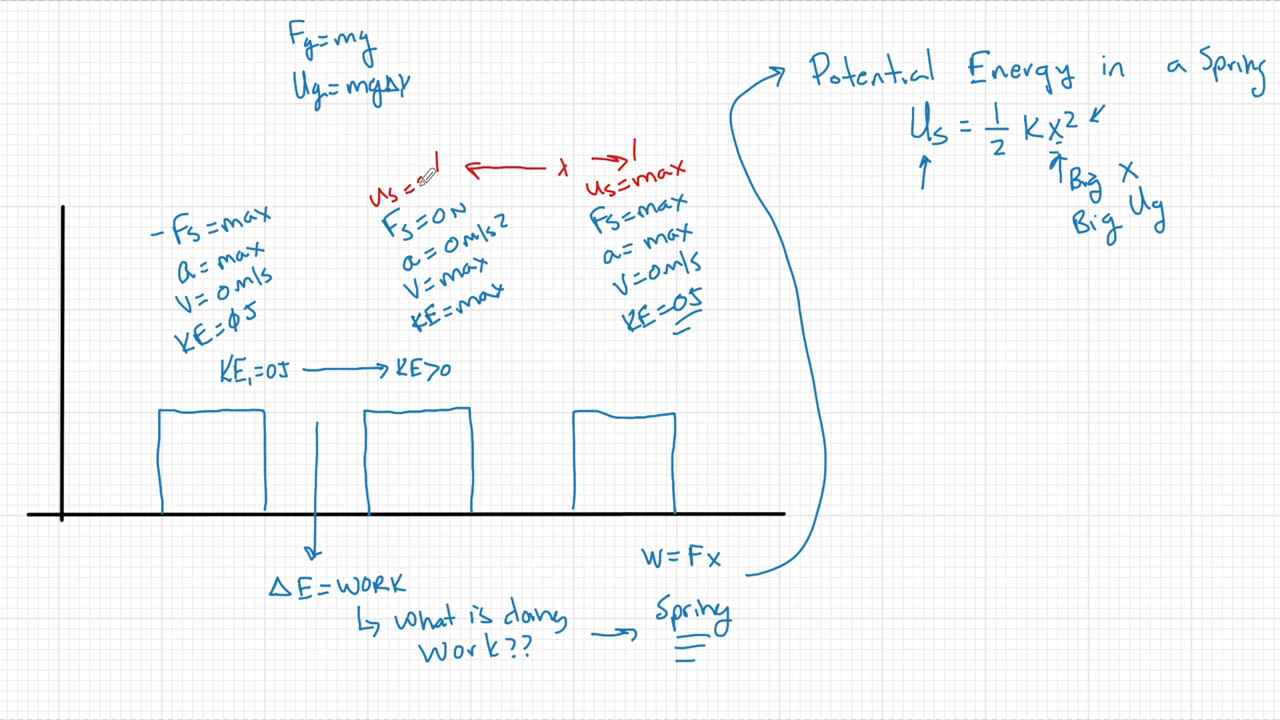 Fg=mg
Ug=mgΔY
Potential Energy in a Spring
Us = 1/2 Kx²
Big X
Big Ug
x
Us=
Us=max
-Fs=max
a=max
V=0m/s
KE=ϕJ
Fs=0N
a=0m/s²
V=max
KE=max
Fs=max
a=max
V=0m/s
KE=0J
KE₁=0J → KE>0
W=Fx
ΔE=WORK
↳ What is doing → Spring
Work??